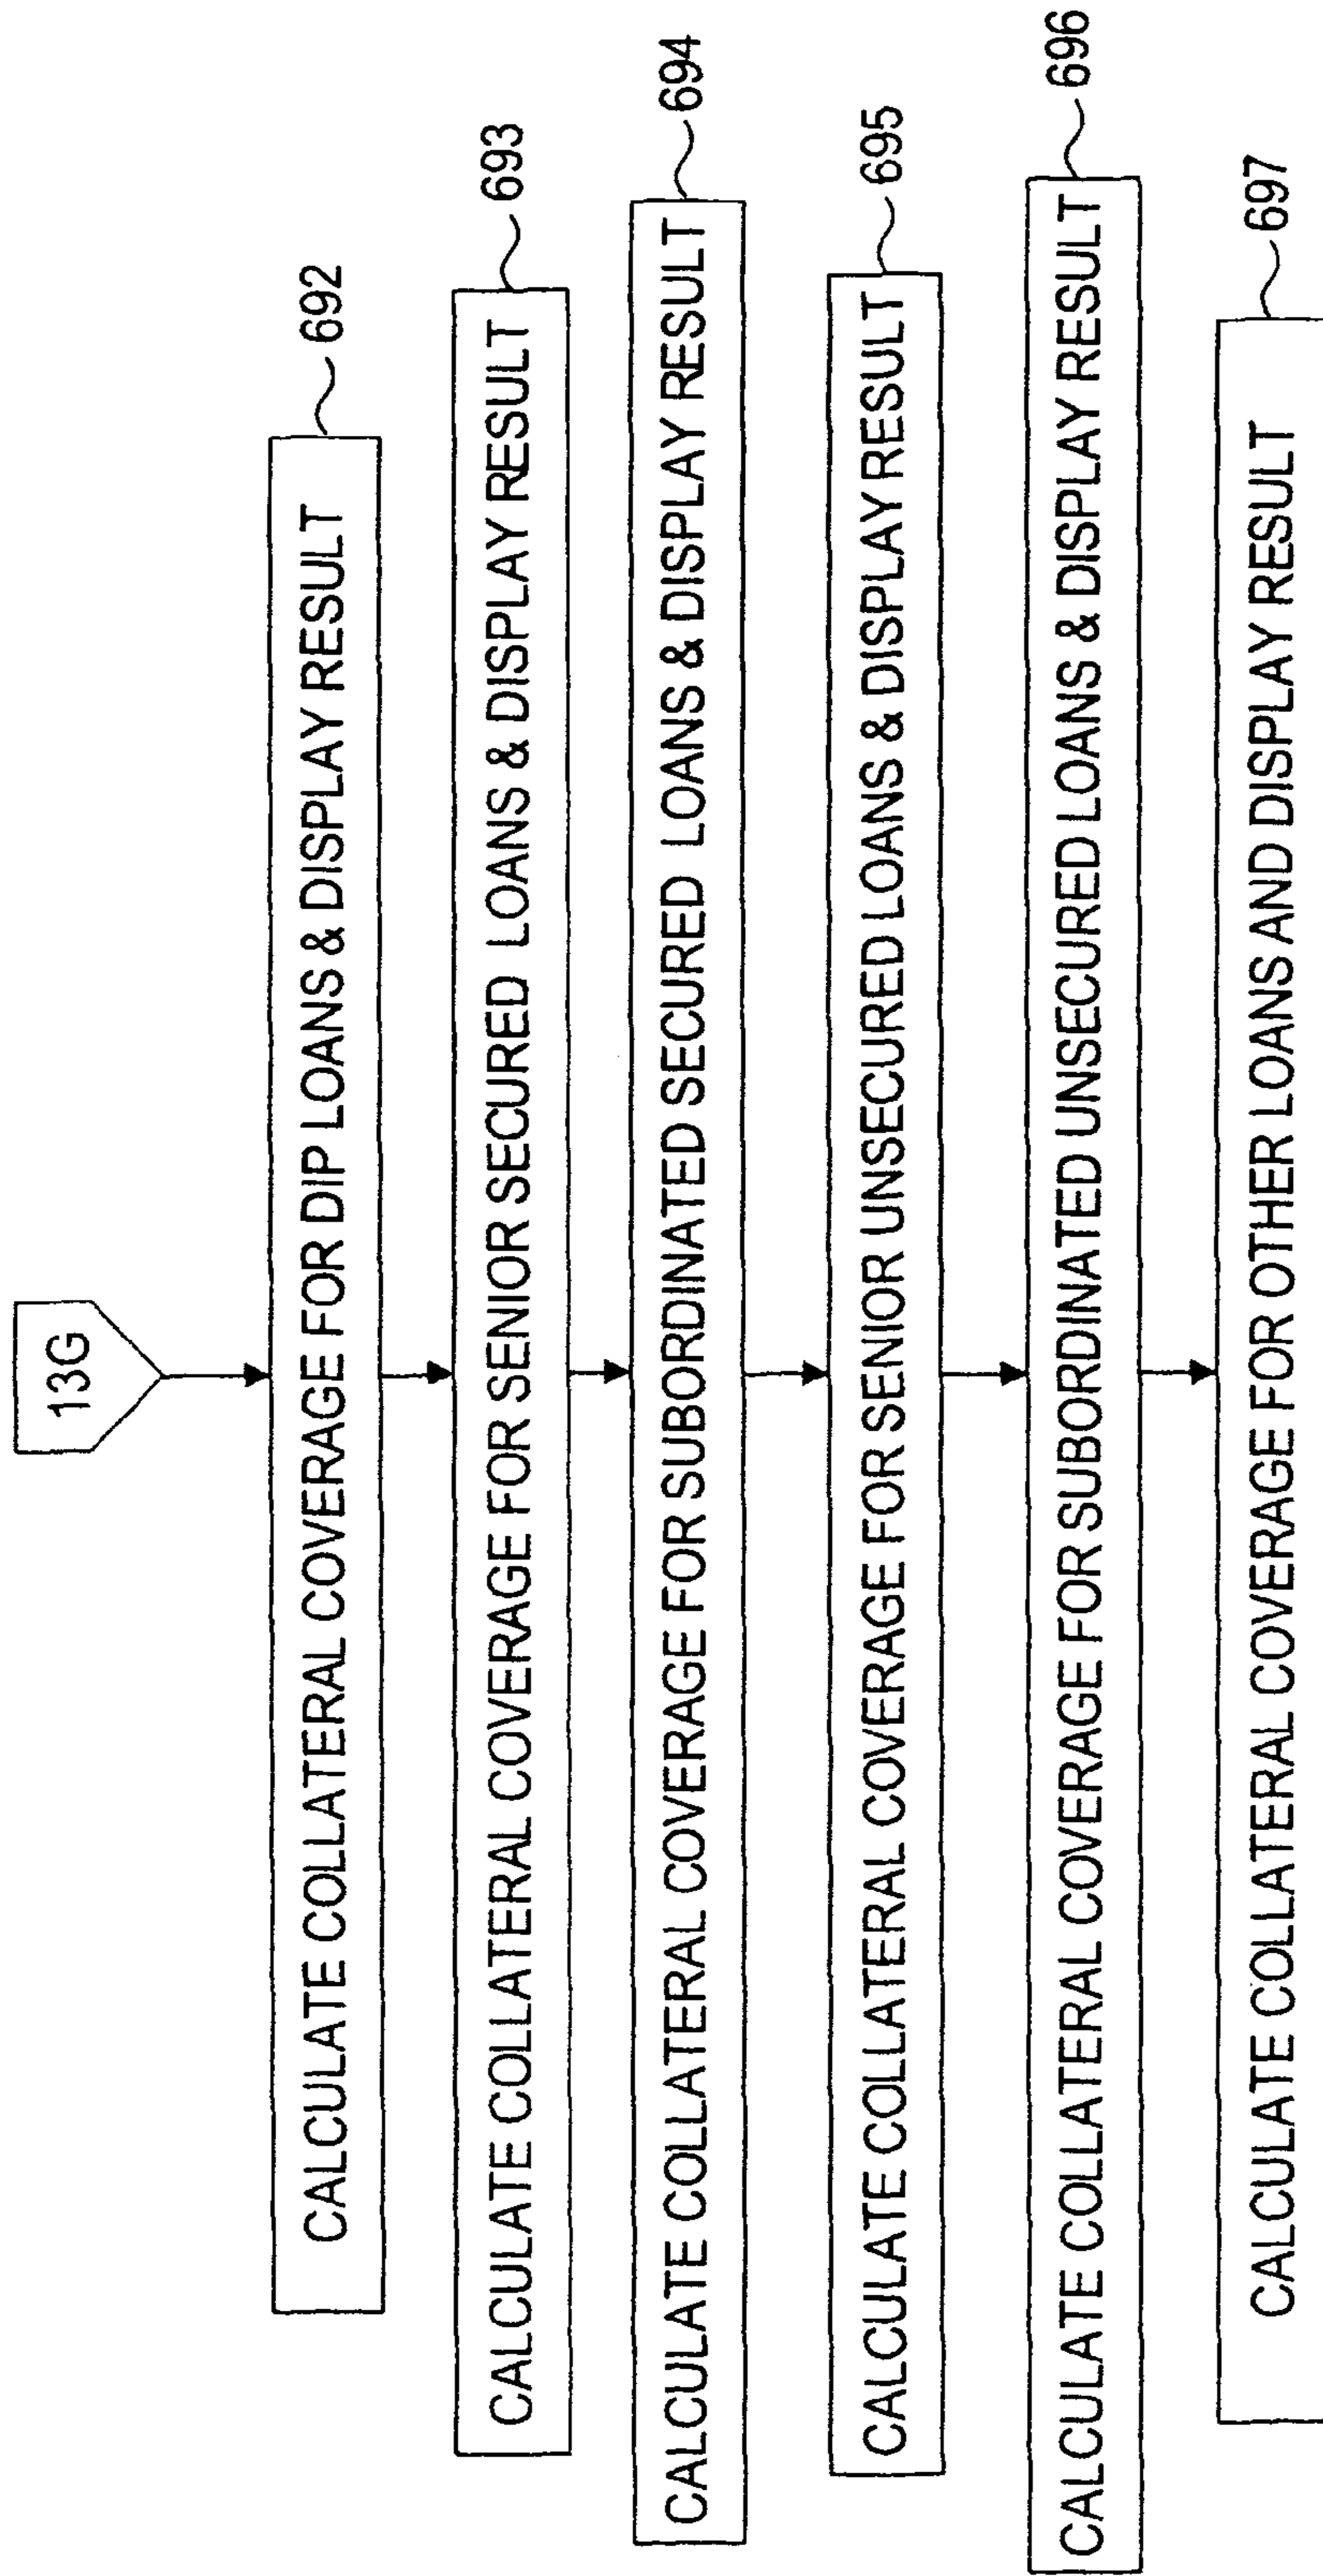 13G
CALCULATE COLLATERAL COVERAGE FOR DIP LOANS & DISPLAY RESULT
692
CALCULATE COLLATERAL COVERAGE FOR SENIOR SECURED LOANS & DISPLAY RESULT
693
CALCULATE COLLATERAL COVERAGE FOR SUBORDINATED SECURED LOANS & DISPLAY RESULT
694
CALCULATE COLLATERAL COVERAGE FOR SENIOR UNSECURED LOANS & DISPLAY RESULT
695
CALCULATE COLLATERAL COVERAGE FOR SUBORDINATED UNSECURED LOANS & DISPLAY RESULT
696
CALCULATE COLLATERAL COVERAGE FOR OTHER LOANS AND DISPLAY RESULT
697